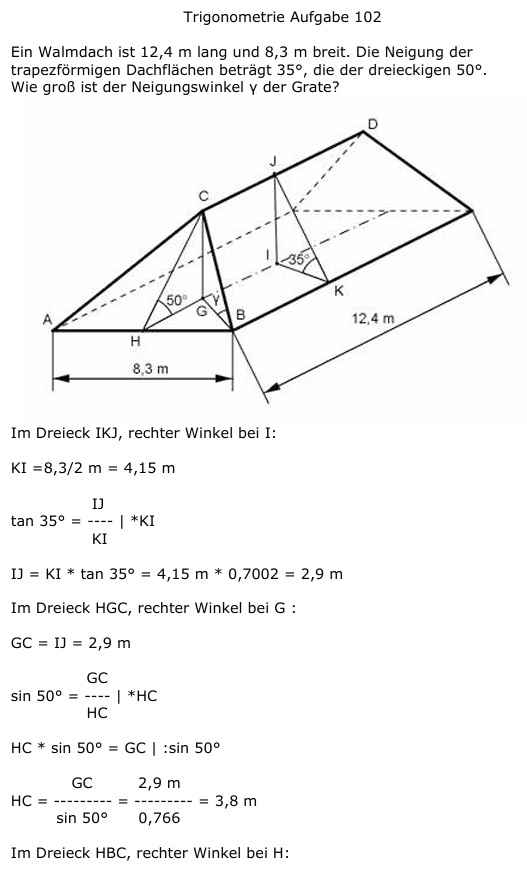 Trigonometrie Aufgabe 102
Ein Walmdach ist 12,4 m lang und 8,3 m breit. Die Neigung der
trapezförmigen Dachflächen beträgt 35°, die der dreieckigen 50°.
Wie groß ist der Neigungswinkel γ der Grate?
D
J
C
I
35°
K
50°
G
γ
B
A
H
12,4 m
8,3 m
Im Dreieck IKJ, rechter Winkel bei I:
KI =8,3/2 m = 4,15 m
IJ
tan 35° = ---- | *KI
KI
IJ = KI * tan 35° = 4,15 m * 0,7002 = 2,9 m
Im Dreieck HGC, rechter Winkel bei G :
GC = IJ = 2,9 m
GC
sin 50° = ---- | *HC
HC
HC * sin 50° = GC | :sin 50°
GC 2,9 m
HC = --------- = --------- = 3,8 m
sin 50° 0,766
Im Dreieck HBC, rechter Winkel bei H: